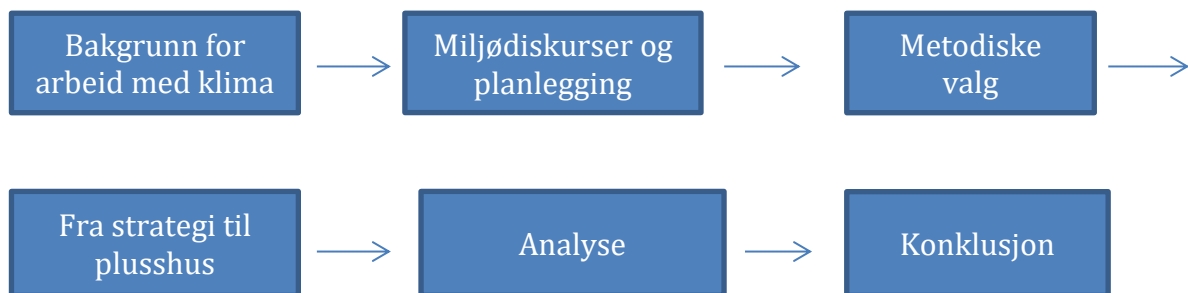 Bakgrunn for
arbeid med klima
Miljødiskurser og
planlegging
Metodiske
valg
Fra strategi til
plusshus
Analyse
Konklusjon